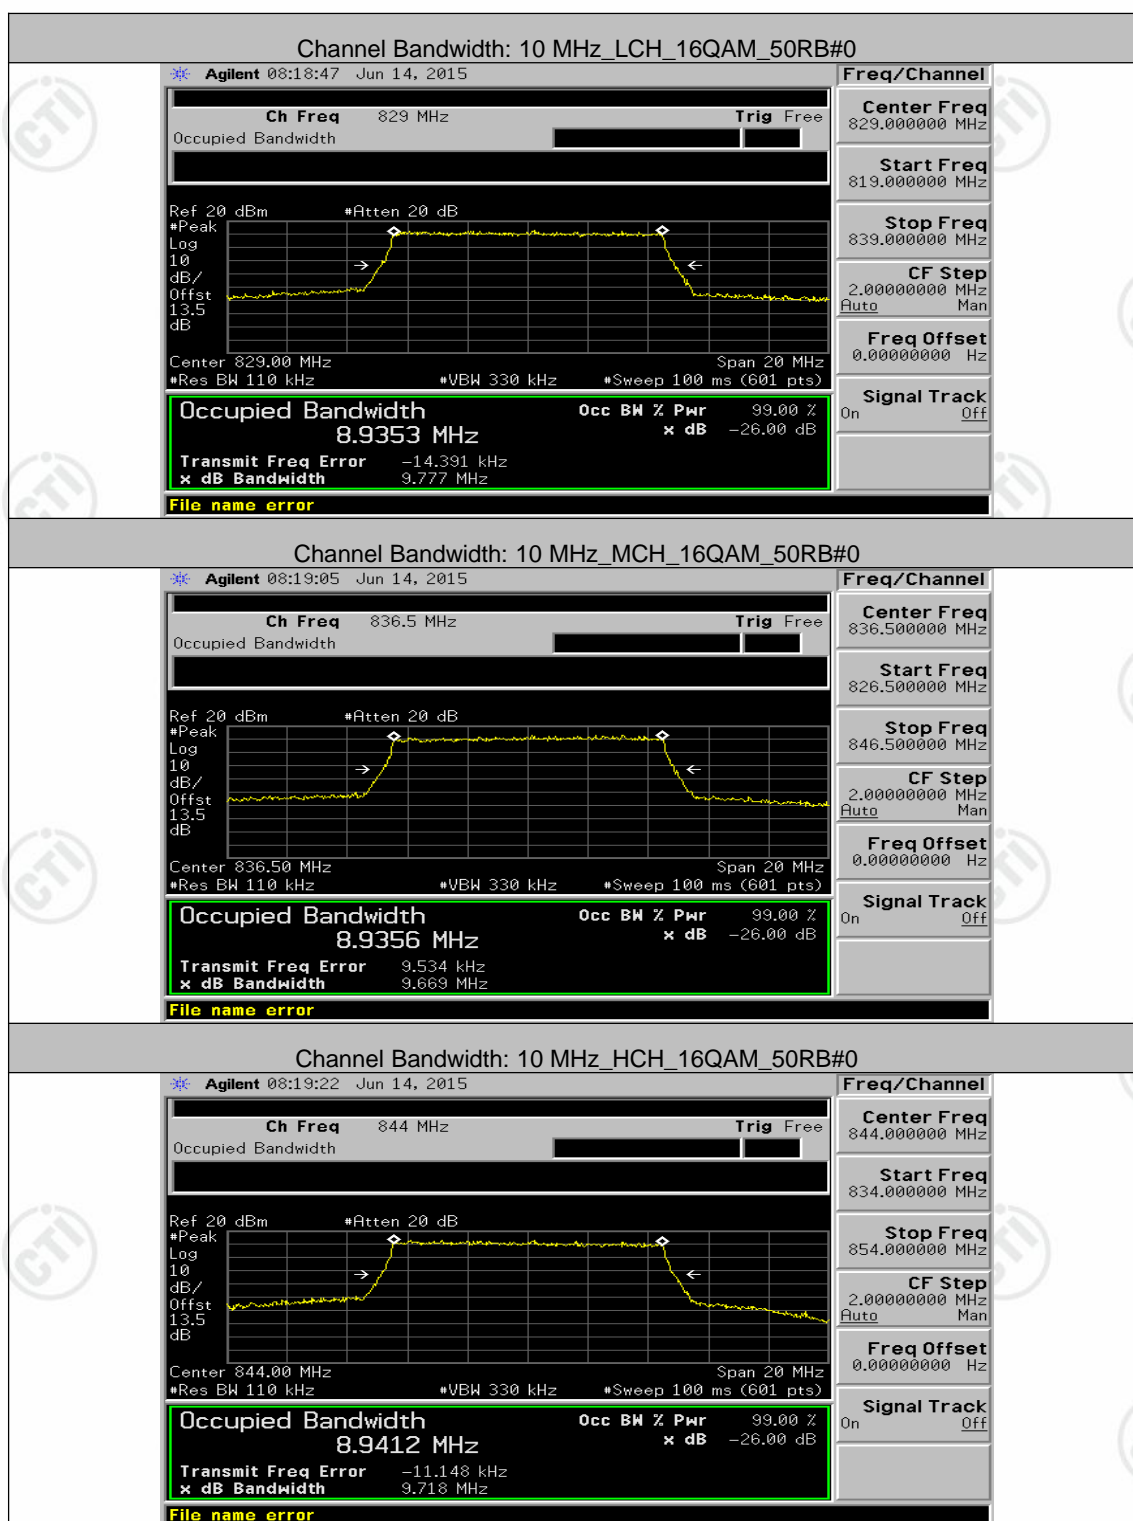 Channel Bandwidth: 10 MHz_LCH_16QAM_50RB#0
Agilent 08:18:47 Jun 14, 2015 Freq/Channel
Ch Freq 829 MHz Trig Free
Occupied Bandwidth
Center Freq
829.000000 MHz
Start Freq
819.000000 MHz
Stop Freq
839.000000 MHz
CF Step
2.00000000 MHz
Auto Man
Freq Offset
0.00000000 Hz
Signal Track
On Off
Ref 20 dBm #Atten 20 dB
#Peak
Log
10
dB/
Offst
13.5
dB
Center 829.00 MHz Span 20 MHz
#Res BW 110 kHz #VBW 330 kHz #Sweep 100 ms (601 pts)
Occupied Bandwidth Occ BW % Pwr 99.00 %
8.9353 MHz x dB -26.00 dB
Transmit Freq Error -14.391 kHz
x dB Bandwidth 9.777 MHz
File name error
Channel Bandwidth: 10 MHz_MCH_16QAM_50RB#0
Agilent 08:19:05 Jun 14, 2015 Freq/Channel
Ch Freq 836.5 MHz Trig Free
Occupied Bandwidth
Center Freq
836.500000 MHz
Start Freq
826.500000 MHz
Stop Freq
846.500000 MHz
CF Step
2.00000000 MHz
Auto Man
Freq Offset
0.00000000 Hz
Signal Track
On Off
Ref 20 dBm #Atten 20 dB
#Peak
Log
10
dB/
Offst
13.5
dB
Center 836.50 MHz Span 20 MHz
#Res BW 110 kHz #VBW 330 kHz #Sweep 100 ms (601 pts)
Occupied Bandwidth Occ BW % Pwr 99.00 %
8.9356 MHz x dB -26.00 dB
Transmit Freq Error 9.534 kHz
x dB Bandwidth 9.669 MHz
File name error
Channel Bandwidth: 10 MHz_HCH_16QAM_50RB#0
Agilent 08:19:22 Jun 14, 2015 Freq/Channel
Ch Freq 844 MHz Trig Free
Occupied Bandwidth
Center Freq
844.000000 MHz
Start Freq
834.000000 MHz
Stop Freq
854.000000 MHz
CF Step
2.00000000 MHz
Auto Man
Freq Offset
0.00000000 Hz
Signal Track
On Off
Ref 20 dBm #Atten 20 dB
#Peak
Log
10
dB/
Offst
13.5
dB
Center 844.00 MHz Span 20 MHz
#Res BW 110 kHz #VBW 330 kHz #Sweep 100 ms (601 pts)
Occupied Bandwidth Occ BW % Pwr 99.00 %
8.9412 MHz x dB -26.00 dB
Transmit Freq Error -11.148 kHz
x dB Bandwidth 9.718 MHz
File name error
CTI
CTI
CTI
CTI
CTI
CTI
CTI
CTI